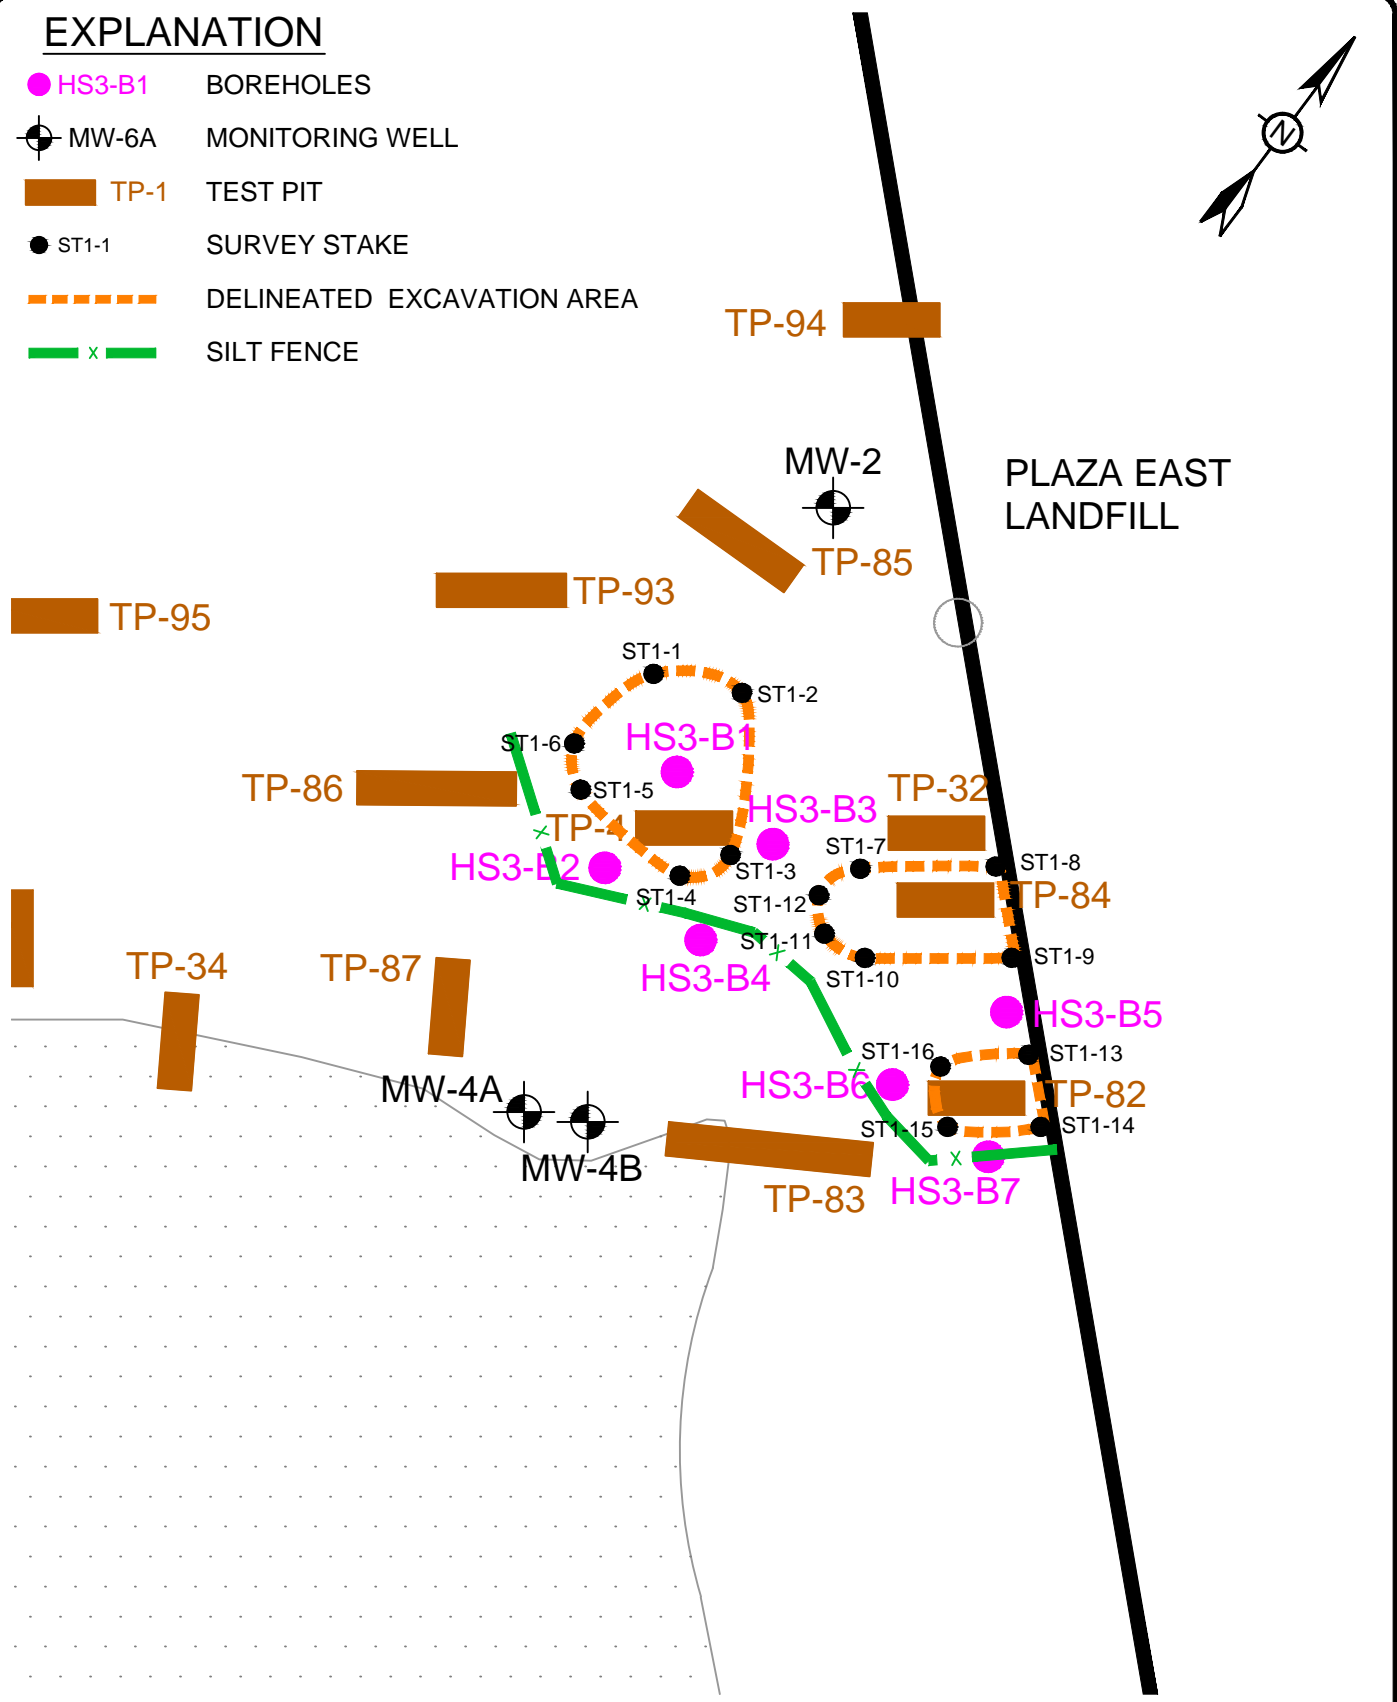 EXPLANATION
HS3-B1 BOREHOLES
MW-6A MONITORING WELL
TP-1 TEST PIT
ST1-1 SURVEY STAKE
DELINEATED EXCAVATION AREA
x SILT FENCE
N
TP-94
MW-2
PLAZA EAST
LANDFILL
TP-85
TP-93
TP-95
ST1-1
ST1-2
HS3-B1
ST1-6
TP-86
ST1-5
TP-32
HS3-B3
TP-4
x
ST1-7
HS3-B2
ST1-3
ST1-8
ST1-4
x
ST1-12
TP-84
ST1-11
x
ST1-9
TP-34
TP-87
HS3-B4
ST1-10
HS3-B5
ST1-16
ST1-13
x
HS3-B6
TP-82
MW-4A
ST1-15
ST1-14
x
MW-4B
TP-83
HS3-B7